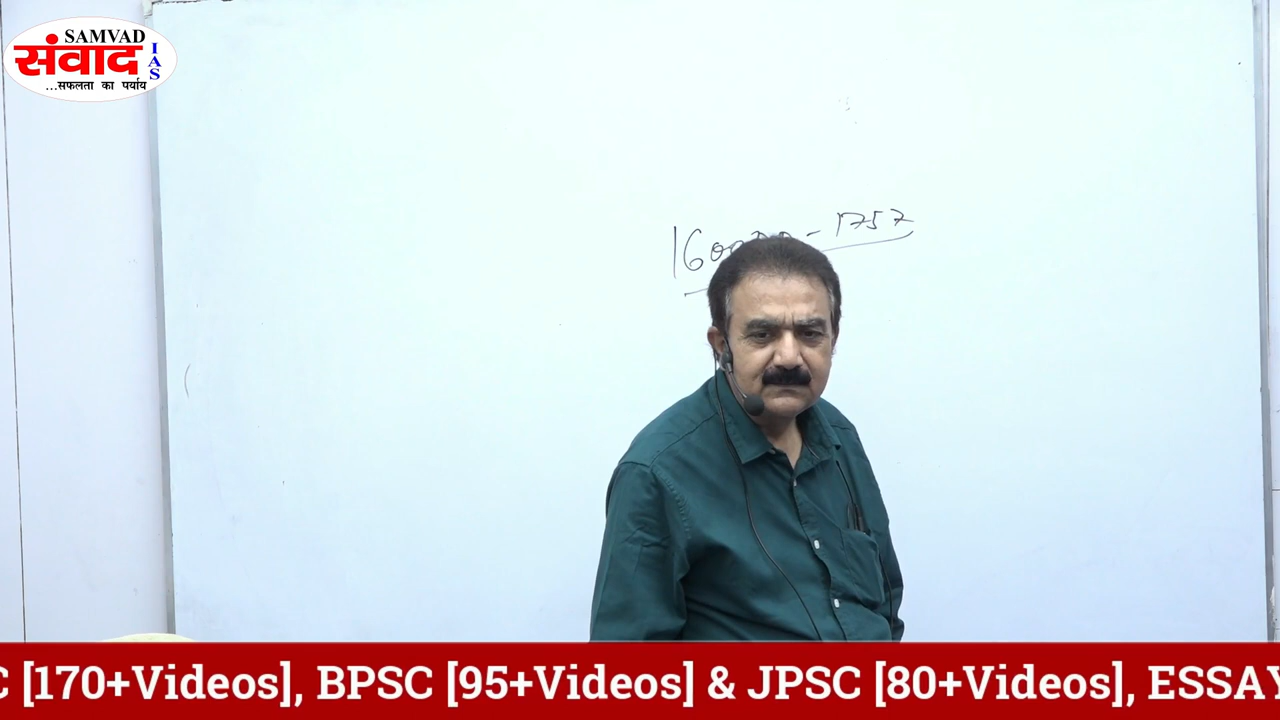 SAMVAD
संवाद
IAS
...सफलता का पर्याय
- 1757
C [170+Videos], BPSC [95+Videos] & JPSC [80+Videos], ESSAY